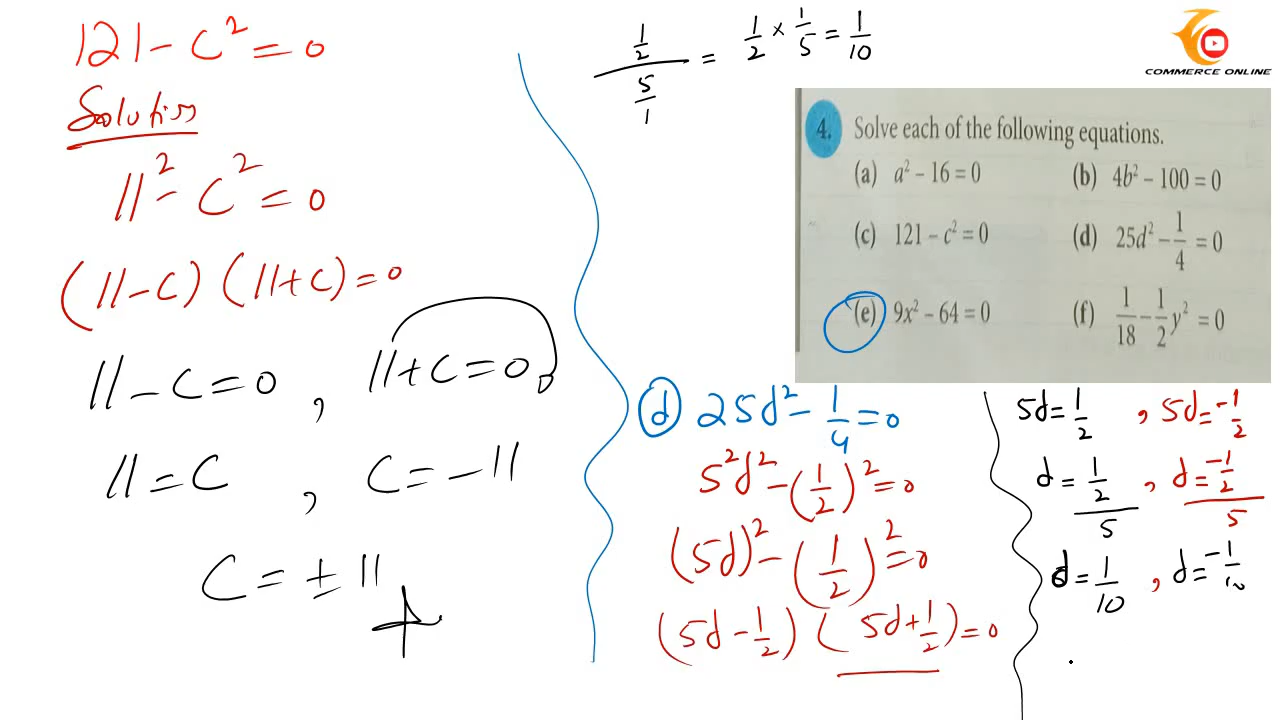 121 - c² = 0
Solution
11² - c² = 0
(11-c) (11+c) = 0
11 - c = 0 , 11+c = 0
11 = c , c = -11
c = ± 11
1/2 / 5/1 = 1/2 × 1/5 = 1/10
COMMERCE ONLINE
4. Solve each of the following equations.
(a) a² − 16 = 0 (b) 4b² − 100 = 0
(c) 121 − c² = 0 (d) 25d² − 1/4 = 0
(e) 9x² − 64 = 0 (f) 1/18 − 1/2 y² = 0
(d) 25d² - 1/4 = 0
5²d² - (1/2)² = 0
(5d)² - (1/2)² = 0
(5d - 1/2) (5d + 1/2) = 0
5d = 1/2 , 5d = -1/2
d = 1/2 / 5 , d = -1/2 / 5
d = 1/10 , d = -1/10